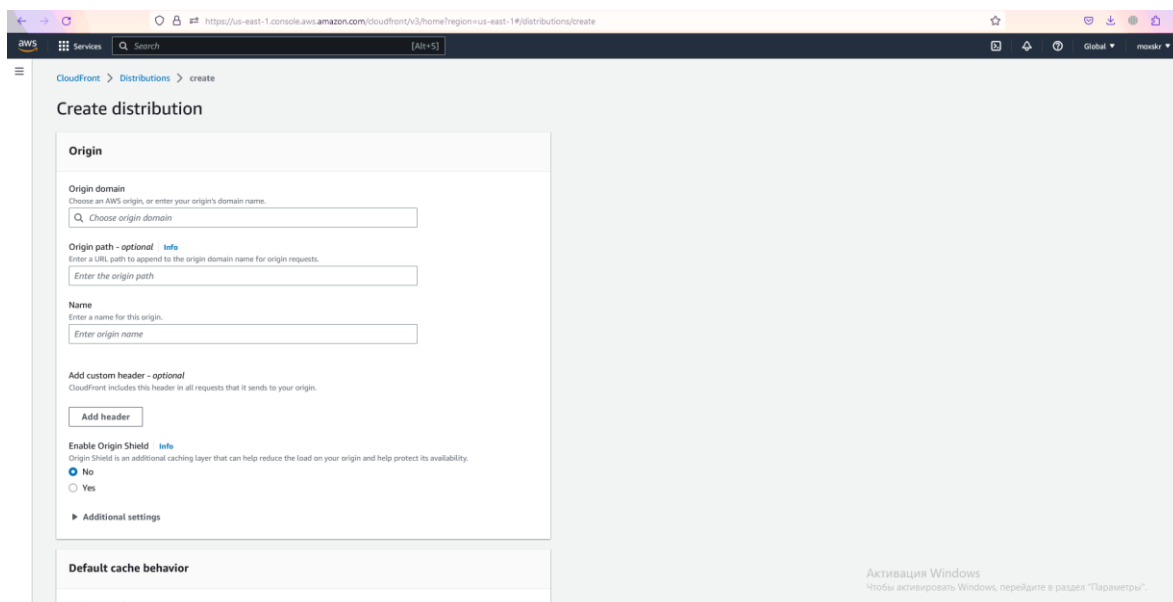 https://us-east-1.console.aws.amazon.com/cloudfront/v3/home?region=us-east-1#/distributions/create
aws Services Search [Alt+S] Global moxskr
CloudFront > Distributions > create
Create distribution
Origin
Origin domain
Choose an AWS origin, or enter your origin's domain name.
Choose origin domain
Origin path - optional Info
Enter a URL path to append to the origin domain name for origin requests.
Enter the origin path
Name
Enter a name for this origin.
Enter origin name
Add custom header - optional
CloudFront includes this header in all requests that it sends to your origin.
Add header
Enable Origin Shield Info
Origin Shield is an additional caching layer that can help reduce the load on your origin and help protect its availability.
No
Yes
Additional settings
Default cache behavior
Активация Windows
Чтобы активировать Windows, перейдите в раздел "Параметры".